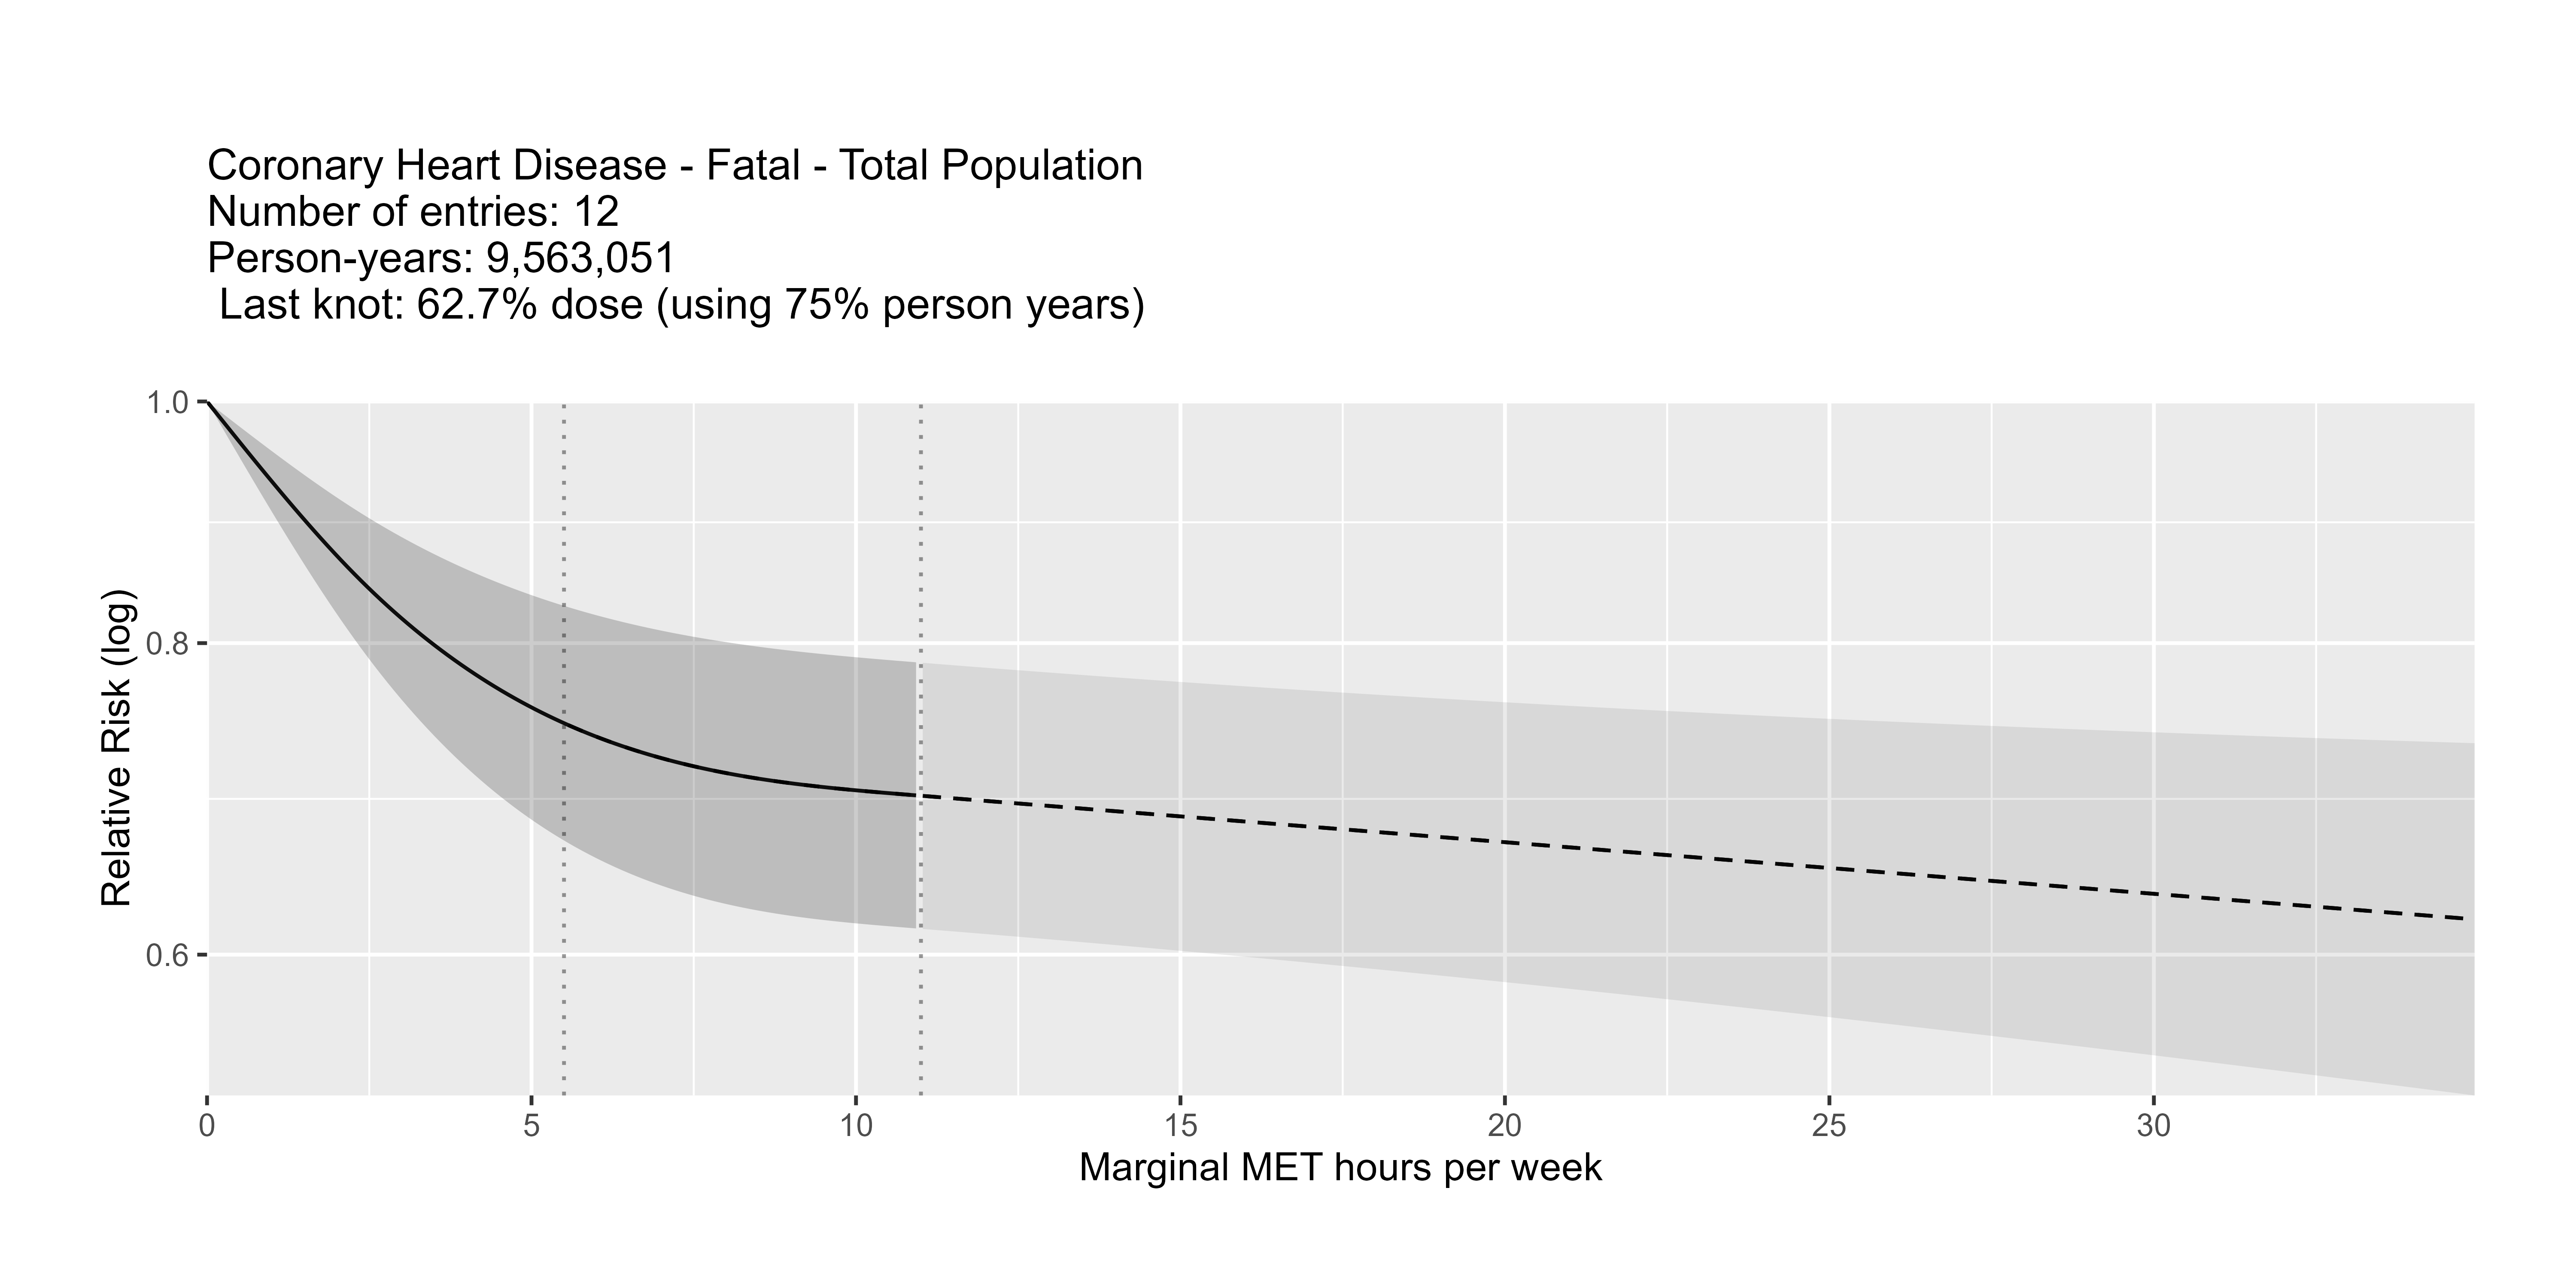 Coronary Heart Disease - Fatal - Total Population
Number of entries: 12
Person-years: 9,563,051
Last knot: 62.7% dose (using 75% person years)
Relative Risk (log)
1.0
0.8
0.6
0 5 10 15 20 25 30
Marginal MET hours per week